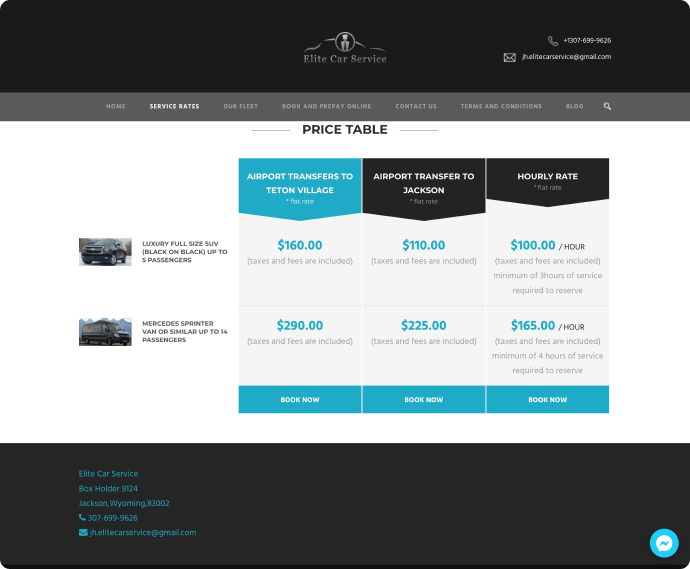 Elite Car Service
+1307-699-9626
jh.elitecarservice@gmail.com
HOME
SERVICE RATES
OUR FLEET
BOOK AND PREPAY ONLINE
CONTACT US
TERMS AND CONDITIONS
BLOG
PRICE TABLE
AIRPORT TRANSFERS TO
TETON VILLAGE
* flat rate
AIRPORT TRANSFER TO
JACKSON
* flat rate
HOURLY RATE
* flat rate
LUXURY FULL SIZE SUV
(BLACK ON BLACK) UP TO
5 PASSENGERS
$160.00
(taxes and fees are included)
$110.00
(taxes and fees are included)
$100.00 / HOUR
(taxes and fees are included)
minimum of 3hours of service
required to reserve
MERCEDES SPRINTER
VAN OR SIMILAR UP TO 14
PASSENGERS
$290.00
(taxes and fees are included)
$225.00
(taxes and fees are included)
$165.00 / HOUR
(taxes and fees are included)
minimum of 4 hours of service
required to reserve
BOOK NOW
BOOK NOW
BOOK NOW
Elite Car Service
Box Holder 9124
Jackson,Wyoming,83002
307-699-9626
jh.elitecarservice@gmail.com